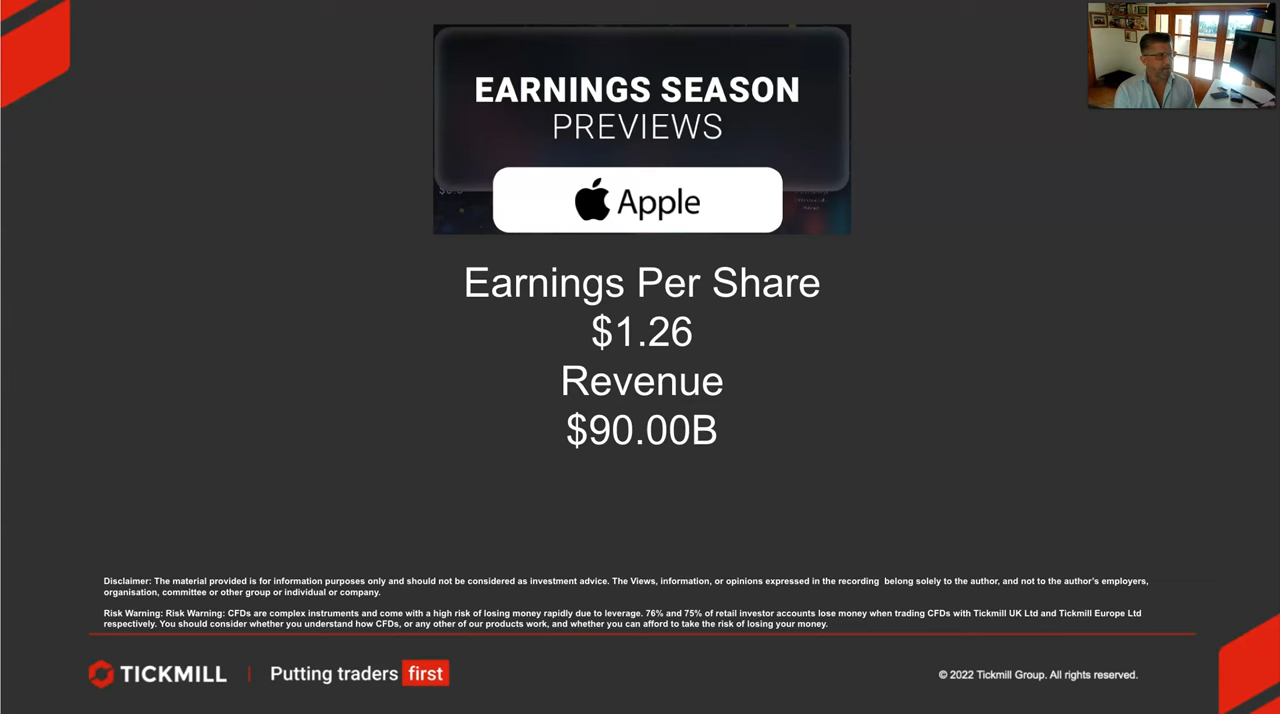 EARNINGS SEASON
PREVIEWS
Apple
Earnings Per Share
$1.26
Revenue
$90.00B
Disclaimer: The material provided is for information purposes only and should not be considered as investment advice. The Views, information, or opinions expressed in the recording belong solely to the author, and not to the author's employers,
organisation, committee or other group or individual or company.
Risk Warning: Risk Warning: CFDs are complex instruments and come with a high risk of losing money rapidly due to leverage. 76% and 75% of retail investor accounts lose money when trading CFDs with Tickmill UK Ltd and Tickmill Europe Ltd
respectively. You should consider whether you understand how CFDs, or any other of our products work, and whether you can afford to take the risk of losing your money.
TICKMILL | Putting traders first
© 2022 Tickmill Group. All rights reserved.